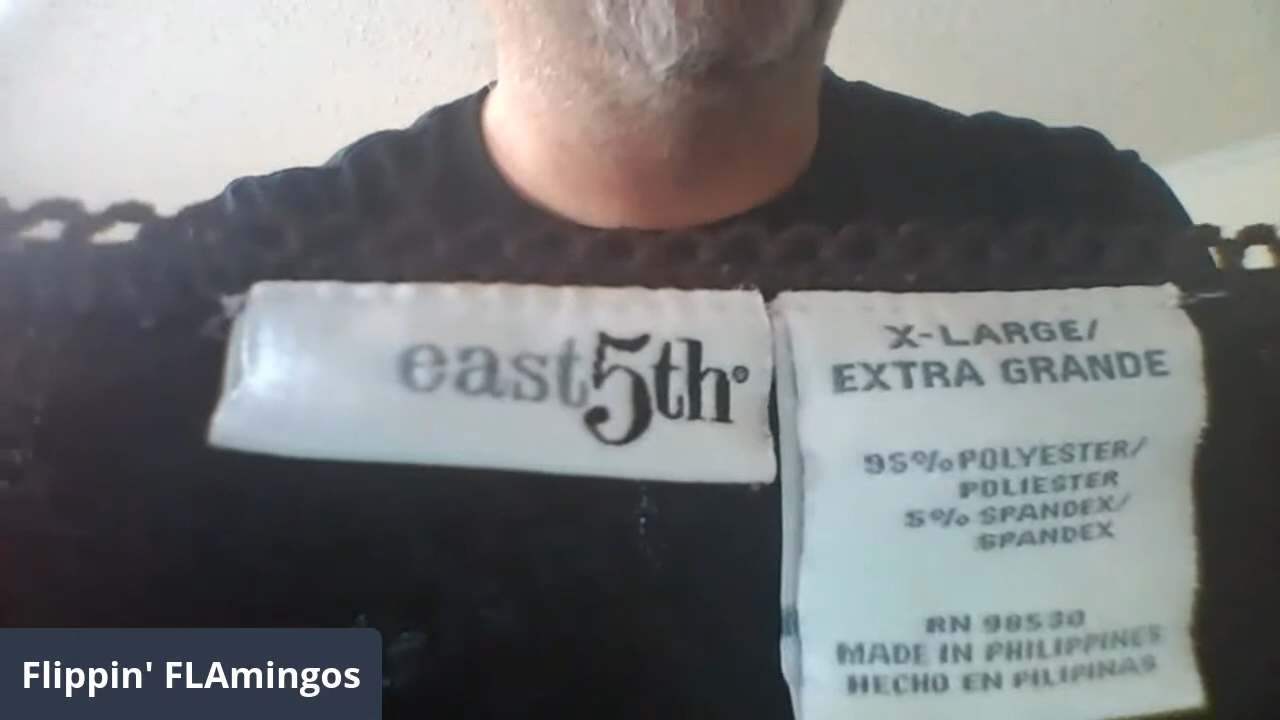 east5th®
X-LARGE/
EXTRA GRANDE
95% POLYESTER/
POLIESTER
5% SPANDEX/
SPANDEX
RN 98530
MADE IN PHILIPPINES
HECHO EN PILIPINAS
Flippin' FLAmingos